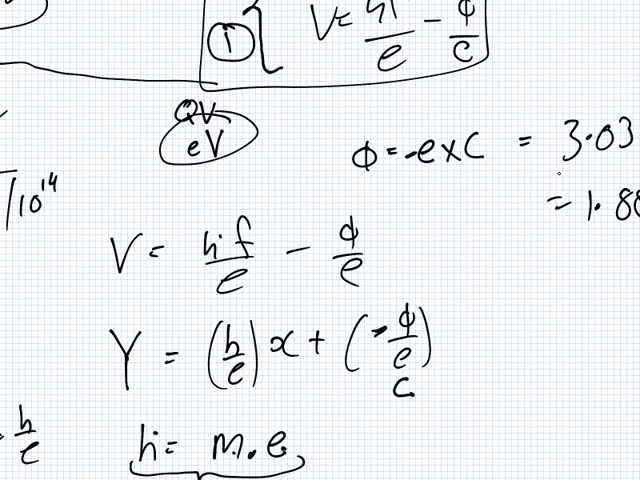 ① { V = hf/e - ϕ/e
QV
eV
ϕ = -e x C = 3.03
/10^14
= 1.88
V = hf/e - ϕ/e
Y = (h/e) x + (-ϕ/e)
C
h/e
h = m.e